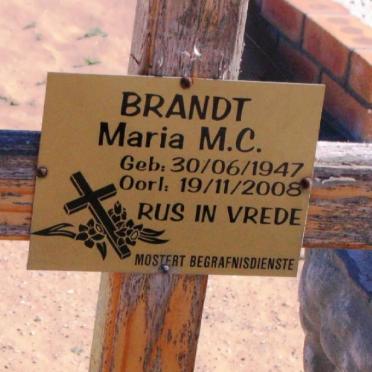 BRANDT
Maria M.C.
Geb: 30/06/1947
Oorl: 19/11/2008
RUS IN VREDE
MOSTERT BEGRAFNISDIENSTE